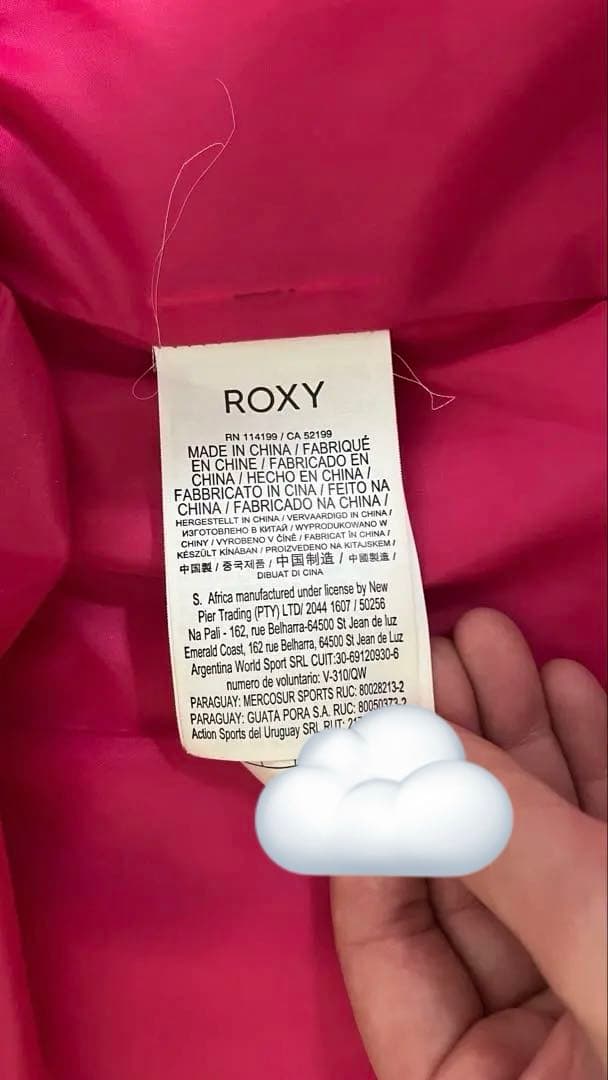 ROXY
RN 114199 / CA 52199
MADE IN CHINA / FABRIQUÉ
EN CHINE / FABRICADO EN
CHINA / HECHO EN CHINA /
FABBRICATO IN CINA / FEITO NA
CHINA / FABRICADO NA CHINA /
HERGESTELLT IN CHINA / VERVAARDIGD IN CHINA /
ИЗГОТОВЛЕНО В КИТАЙ / WYPRODUKOWANO W
CHINY / VYROBENO V ČÍNĚ / FABRICAT ÎN CHINA /
KÉSZÜLT KÍNÁBAN / PROIZVEDENO NA KITAJSKEM /
中国製 / 중국제품 / 中国制造 / 中國製造 /
DIBUAT DI CINA
S. Africa manufactured under license by New
Pier Trading (PTY) LTD/ 2044 1607 / 50256
Na Pali - 162, rue Belharra-64500 St Jean de luz
Emerald Coast, 162 rue Belharra, 64500 St Jean de Luz
Argentina World Sport SRL CUIT:30-69120930-6
numero de voluntario: V-310/QW
PARAGUAY: MERCOSUR SPORTS RUC: 80028213-2
PARAGUAY: GUATA PORA S.A. RUC: 80050373-2
Action Sports del Uruguay SRL RUT: